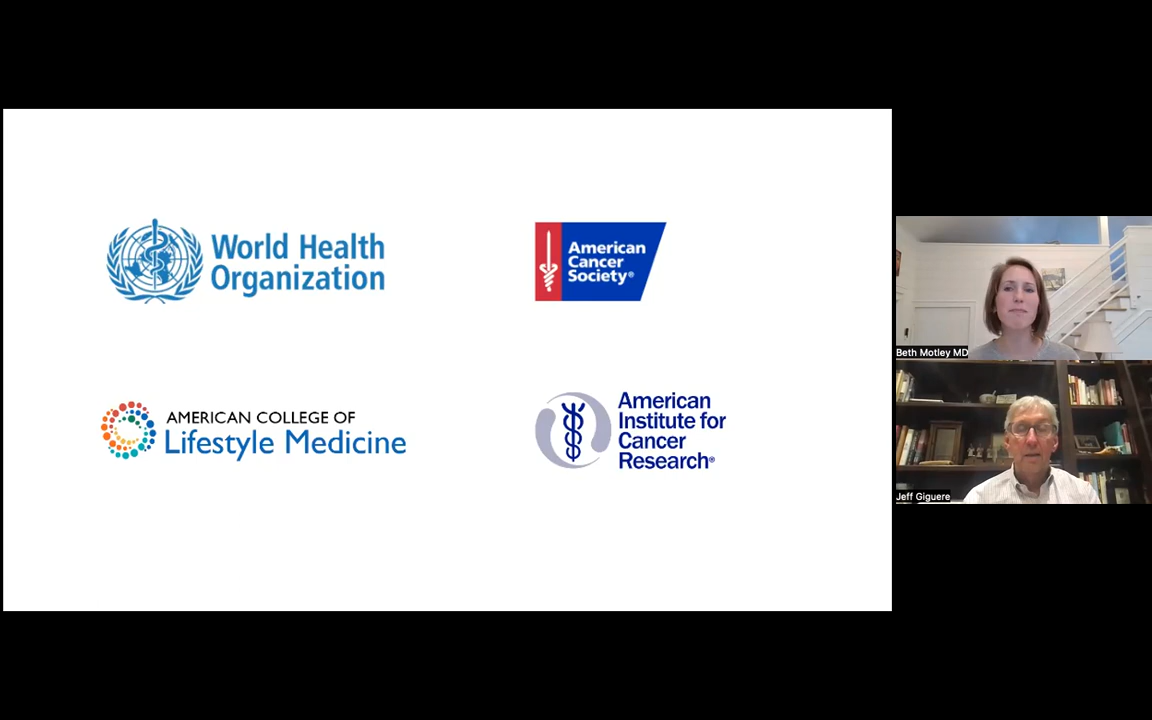 World Health
Organization
American
Cancer
Society®
AMERICAN COLLEGE OF
Lifestyle Medicine
American
Institute for
Cancer
Research®
Beth Motley MD
Jeff Giguere